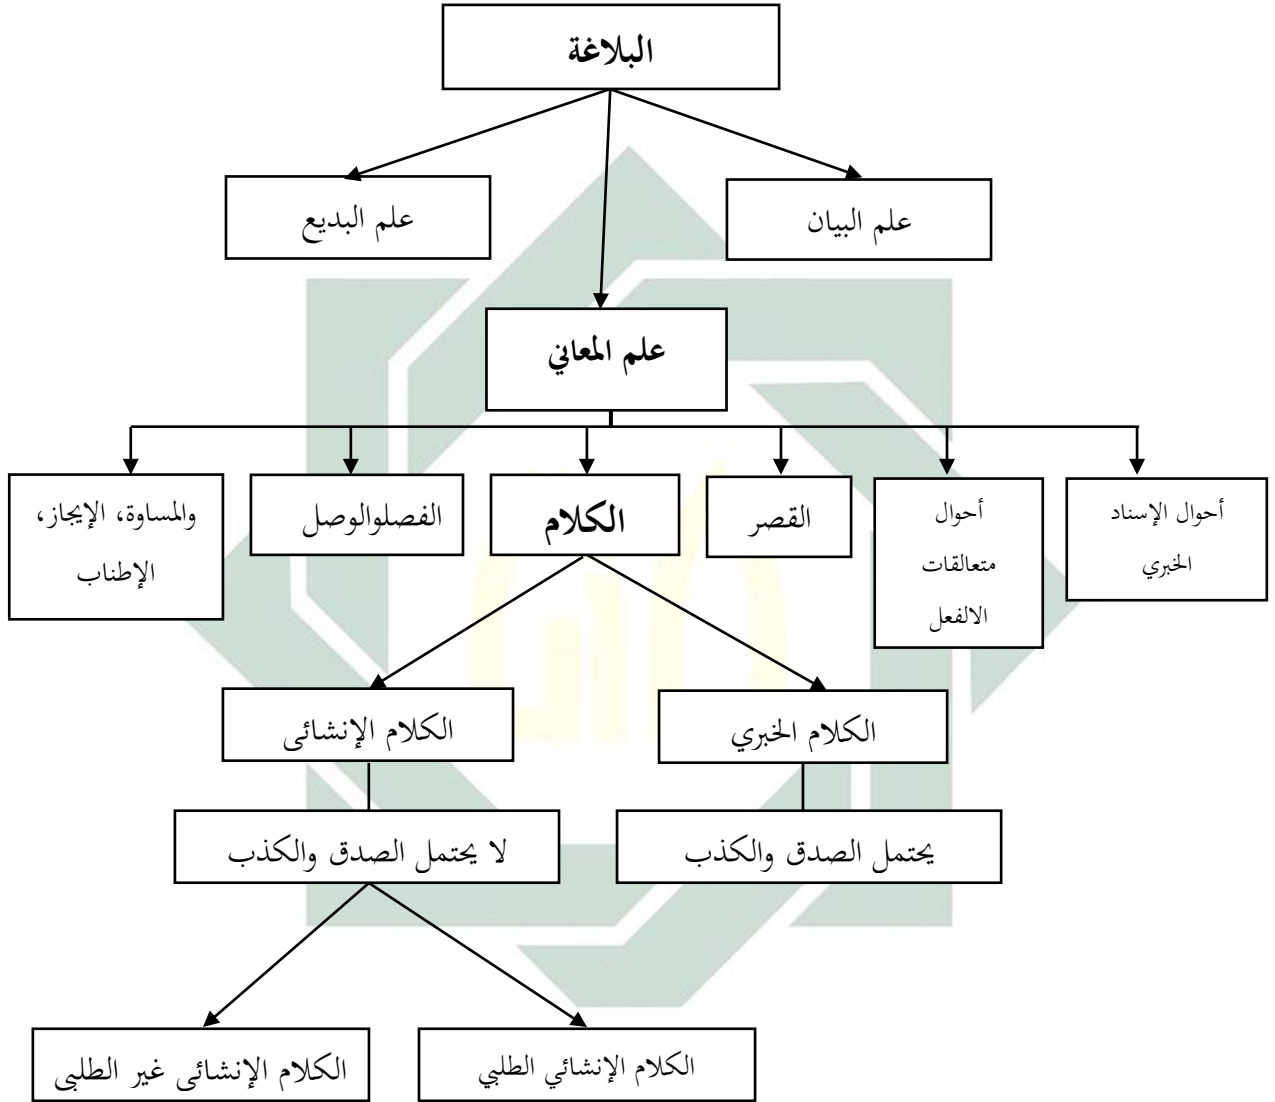 البلاغة
علم البيان
علم البديع
علم المعاني
أحوال الإسناد
الخبري
أحوال
متعالقات
الالفعل
القصر
الكلام
الفصلوالوصل
والمساوة، الإيجاز،
الإطناب
الكلام الخبري
الكلام الإنشائى
يحتمل الصدق والكذب
لا يحتمل الصدق والكذب
الكلام الإنشائي الطلبي
الكلام الإنشائى غير الطلبى